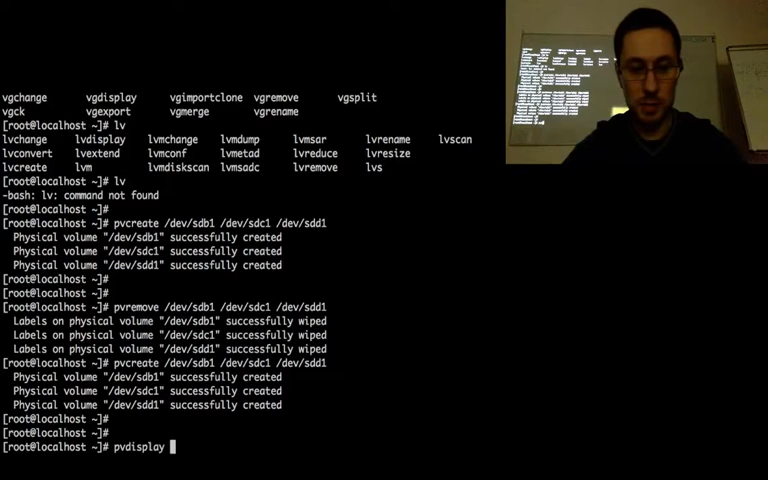 vgchange vgdisplay vgimportclone vgremove vgsplit
vgck vgexport vgmerge vgrename
[root@localhost ~]# lv
lvchange lvdisplay lvmchange lvmdump lvmsar lvrename lvscan
lvconvert lvextend lvmconf lvmetad lvreduce lvresize
lvcreate lvm lvmdiskscan lvmsadc lvremove lvs
[root@localhost ~]# lv
-bash: lv: command not found
[root@localhost ~]#
[root@localhost ~]# pvcreate /dev/sdb1 /dev/sdc1 /dev/sdd1
Physical volume "/dev/sdb1" successfully created
Physical volume "/dev/sdc1" successfully created
Physical volume "/dev/sdd1" successfully created
[root@localhost ~]#
[root@localhost ~]#
[root@localhost ~]# pvremove /dev/sdb1 /dev/sdc1 /dev/sdd1
Labels on physical volume "/dev/sdb1" successfully wiped
Labels on physical volume "/dev/sdc1" successfully wiped
Labels on physical volume "/dev/sdd1" successfully wiped
[root@localhost ~]# pvcreate /dev/sdb1 /dev/sdc1 /dev/sdd1
Physical volume "/dev/sdb1" successfully created
Physical volume "/dev/sdc1" successfully created
Physical volume "/dev/sdd1" successfully created
[root@localhost ~]#
[root@localhost ~]#
[root@localhost ~]# pvdisplay